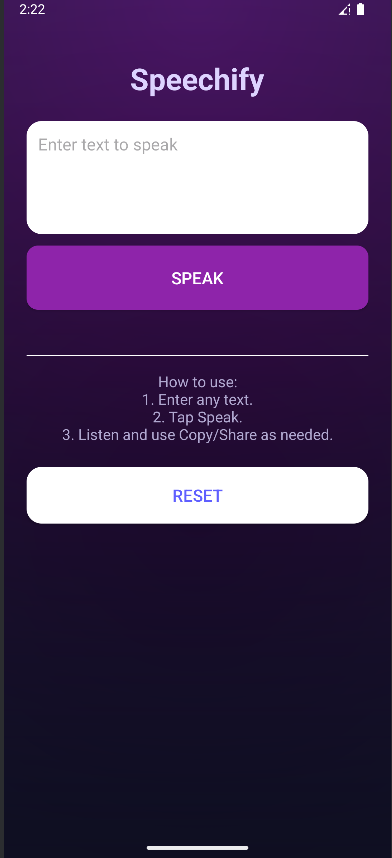 2:22
Speechify
Enter text to speak
SPEAK
How to use:
1. Enter any text.
2. Tap Speak.
3. Listen and use Copy/Share as needed.
RESET